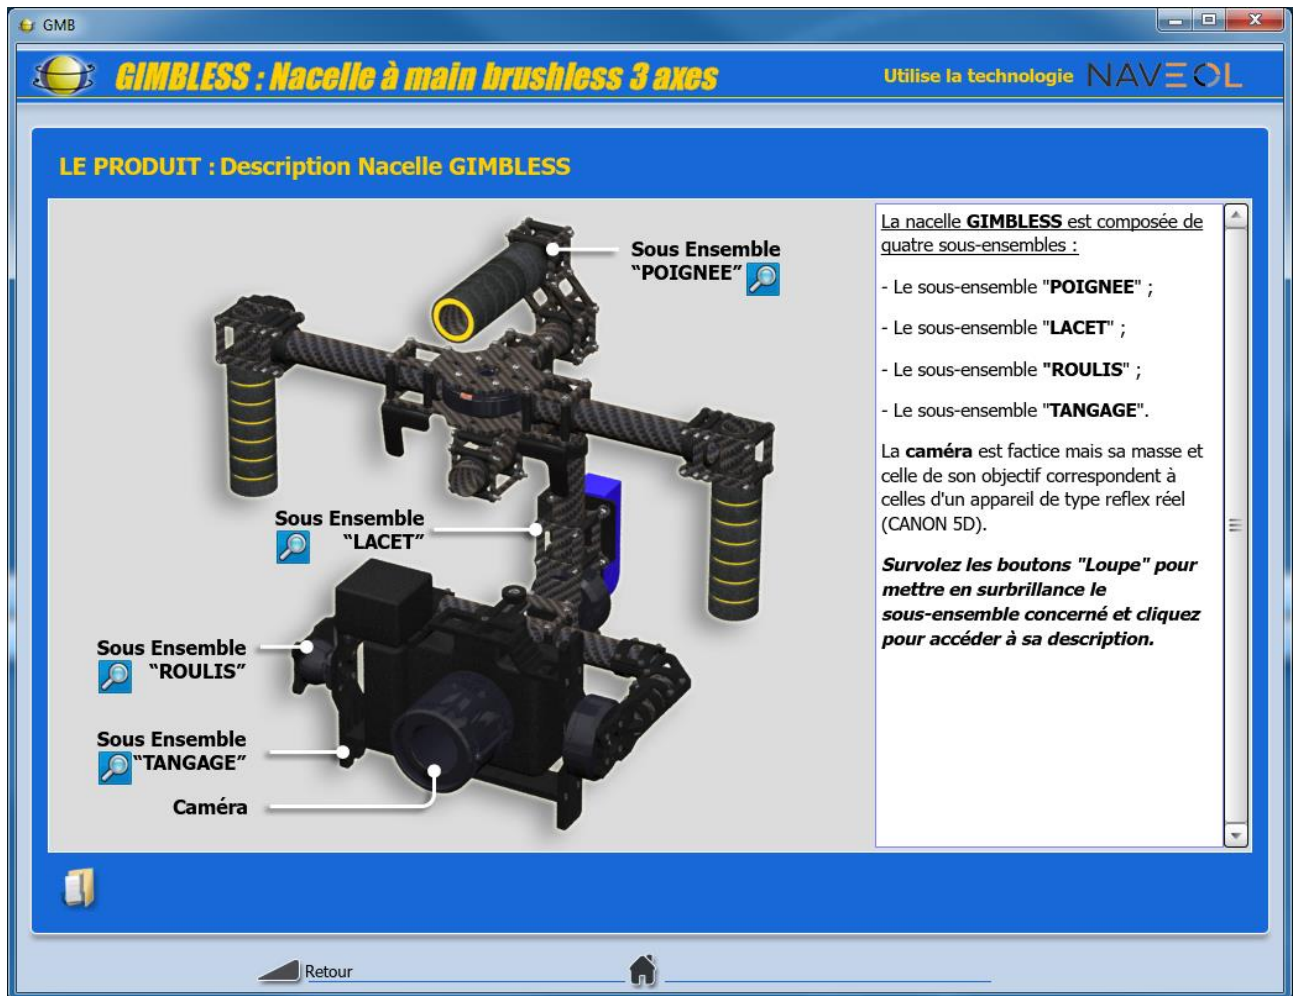 GMB
GIMBLESS : Nacelle à main brushless 3 axes
Utilise la technologie NAVEOL
LE PRODUIT : Description Nacelle GIMBLESS
Sous Ensemble
"POIGNEE"
Sous Ensemble
"LACET"
Sous Ensemble
"ROULIS"
Sous Ensemble
"TANGAGE"
Caméra
La nacelle GIMBLESS est composée de
quatre sous-ensembles :
- Le sous-ensemble "POIGNEE" ;
- Le sous-ensemble "LACET" ;
- Le sous-ensemble "ROULIS" ;
- Le sous-ensemble "TANGAGE".
La caméra est factice mais sa masse et
celle de son objectif correspondent à
celles d'un appareil de type reflex réel
(CANON 5D).
Survolez les boutons "Loupe" pour
mettre en surbrillance le
sous-ensemble concerné et cliquez
pour accéder à sa description.
Retour